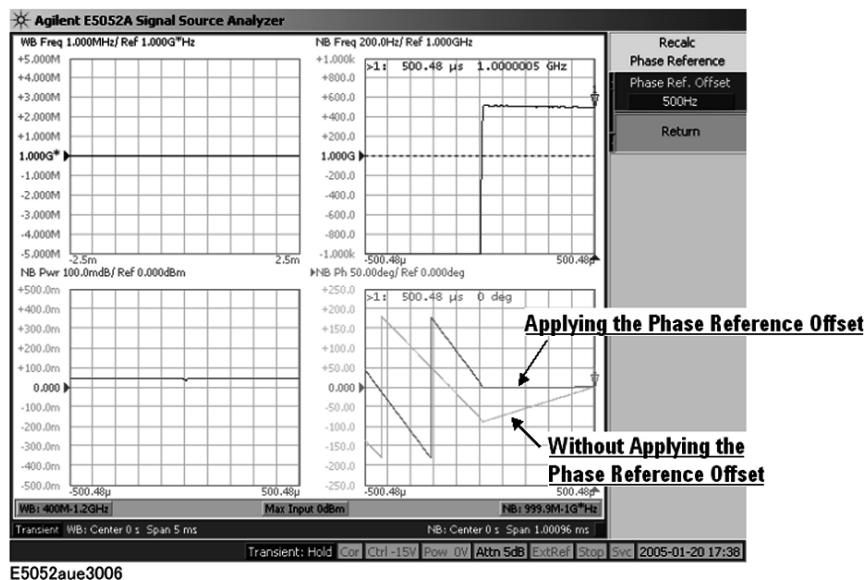 Agilent E5052A Signal Source Analyzer
WB Freq 1.000MHz/ Ref 1.000G*Hz
+5.000M
+4.000M
+3.000M
+2.000M
+1.000M
1.000G*
-1.000M
-2.000M
-3.000M
-4.000M
-5.000M
-2.5m
2.5m
NB Freq 200.0Hz/ Ref 1.000GHz
+1.000k
+800.0
+600.0
+400.0
+200.0
1.000G
-200.0
-400.0
-600.0
-800.0
-1.000k
>1: 500.48 µs 1.0000005 GHz
500.48µ
Recalc
Phase Reference
Phase Ref. Offset
500Hz
Return
NB Pwr 100.0mdB/ Ref 0.000dBm
+500.0m
+400.0m
+300.0m
+200.0m
+100.0m
0.000
-100.0m
-200.0m
-300.0m
-400.0m
-500.0m
-500.48µ
500.48µ
NB Ph 50.00deg/ Ref 0.000deg
+250.0
+200.0
+150.0
+100.0
+50.00
0.000
-50.00
-100.0
-150.0
-200.0
-250.0
>1: 500.48 µs 0 deg
-500.48µ
500.48µ
Applying the Phase Reference Offset
Without Applying the
Phase Reference Offset
WB: 400M-1.2GHz
Max Input 0dBm
NB: 999.9M-1G*Hz
Transient WB: Center 0 s Span 5 ms
NB: Center 0 s Span 1.00096 ms
Transient: Hold Cor Ctrl -15V Pow 0V Attn 5dB ExtRef Stop Svc 2005-01-20 17:38
E5052aue3006